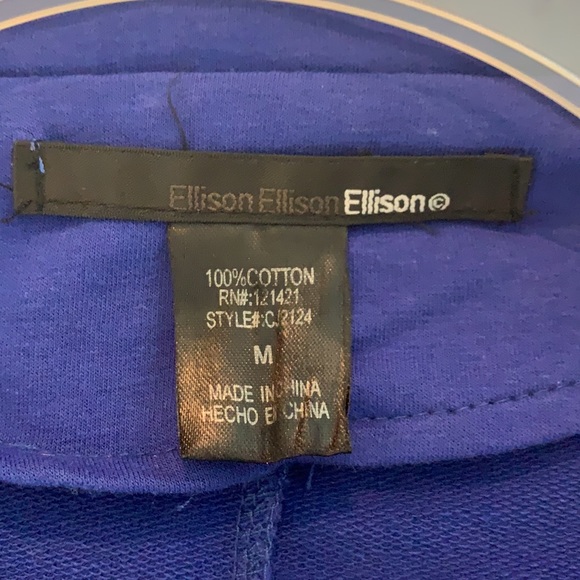 Ellison Ellison Ellison©
100%COTTON
RN#:121421
STYLE#:CJ2124
M
MADE IN CHINA
HECHO EN CHINA